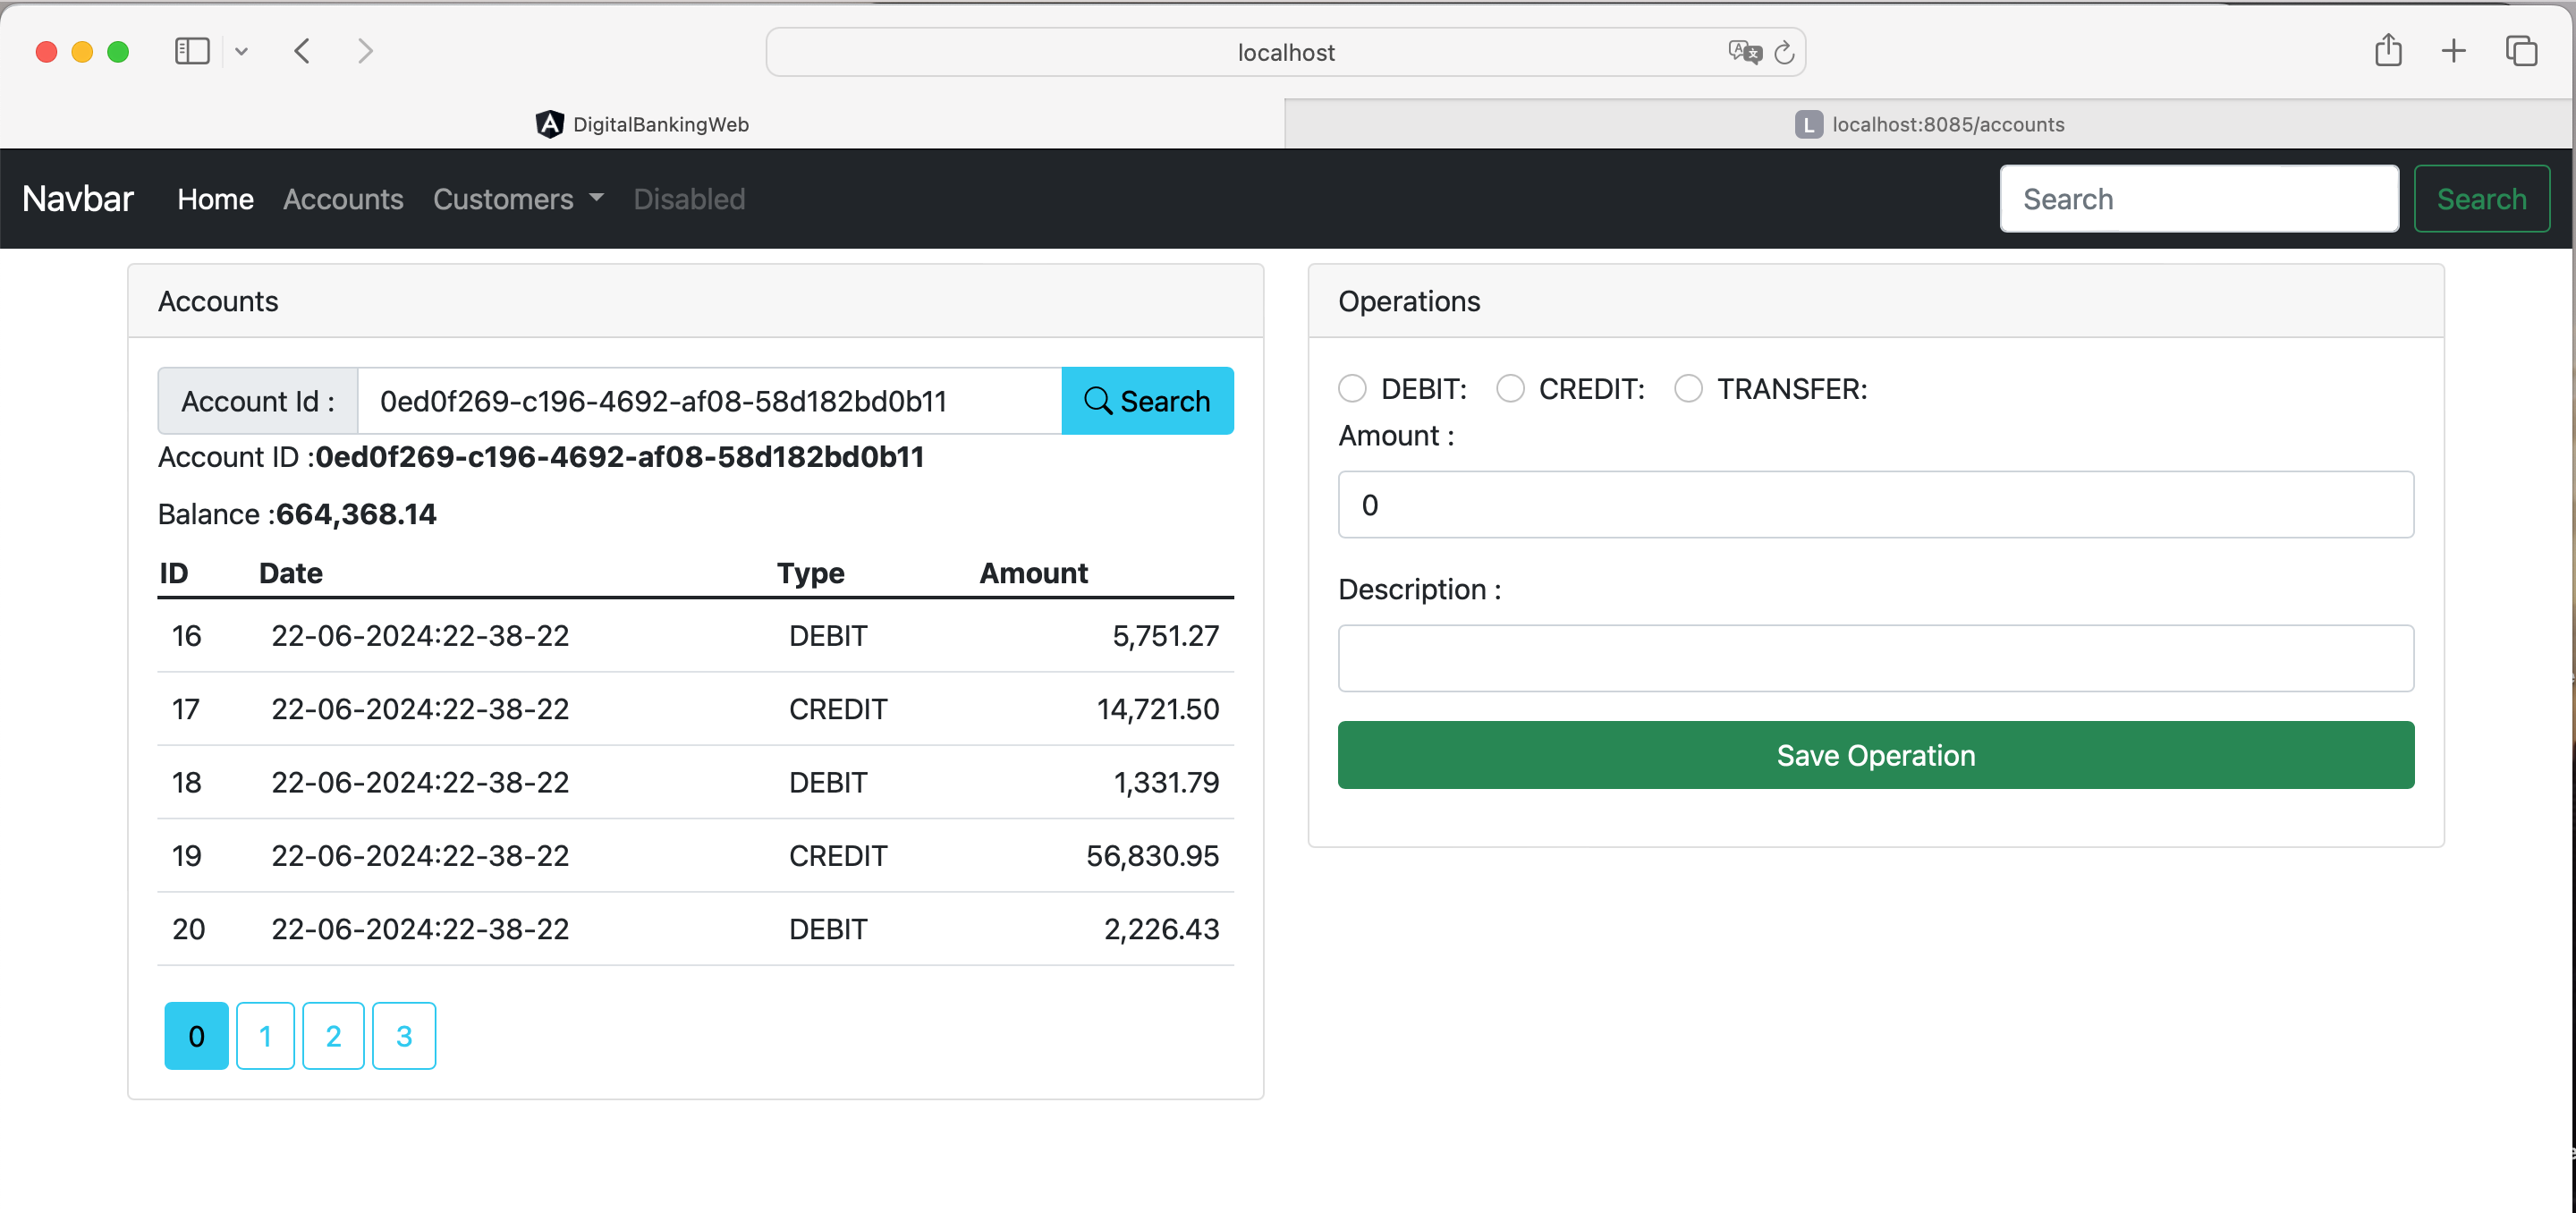 localhost
DigitalBankingWeb
L localhost:8085/accounts
Navbar Home Accounts Customers Disabled Search Search
Accounts
Account Id : 0ed0f269-c196-4692-af08-58d182bd0b11 Search
Account ID :0ed0f269-c196-4692-af08-58d182bd0b11
Balance :664,368.14
ID Date Type Amount
16 22-06-2024:22-38-22 DEBIT 5,751.27
17 22-06-2024:22-38-22 CREDIT 14,721.50
18 22-06-2024:22-38-22 DEBIT 1,331.79
19 22-06-2024:22-38-22 CREDIT 56,830.95
20 22-06-2024:22-38-22 DEBIT 2,226.43
0 1 2 3
Operations
DEBIT: CREDIT: TRANSFER:
Amount :
0
Description :
Save Operation